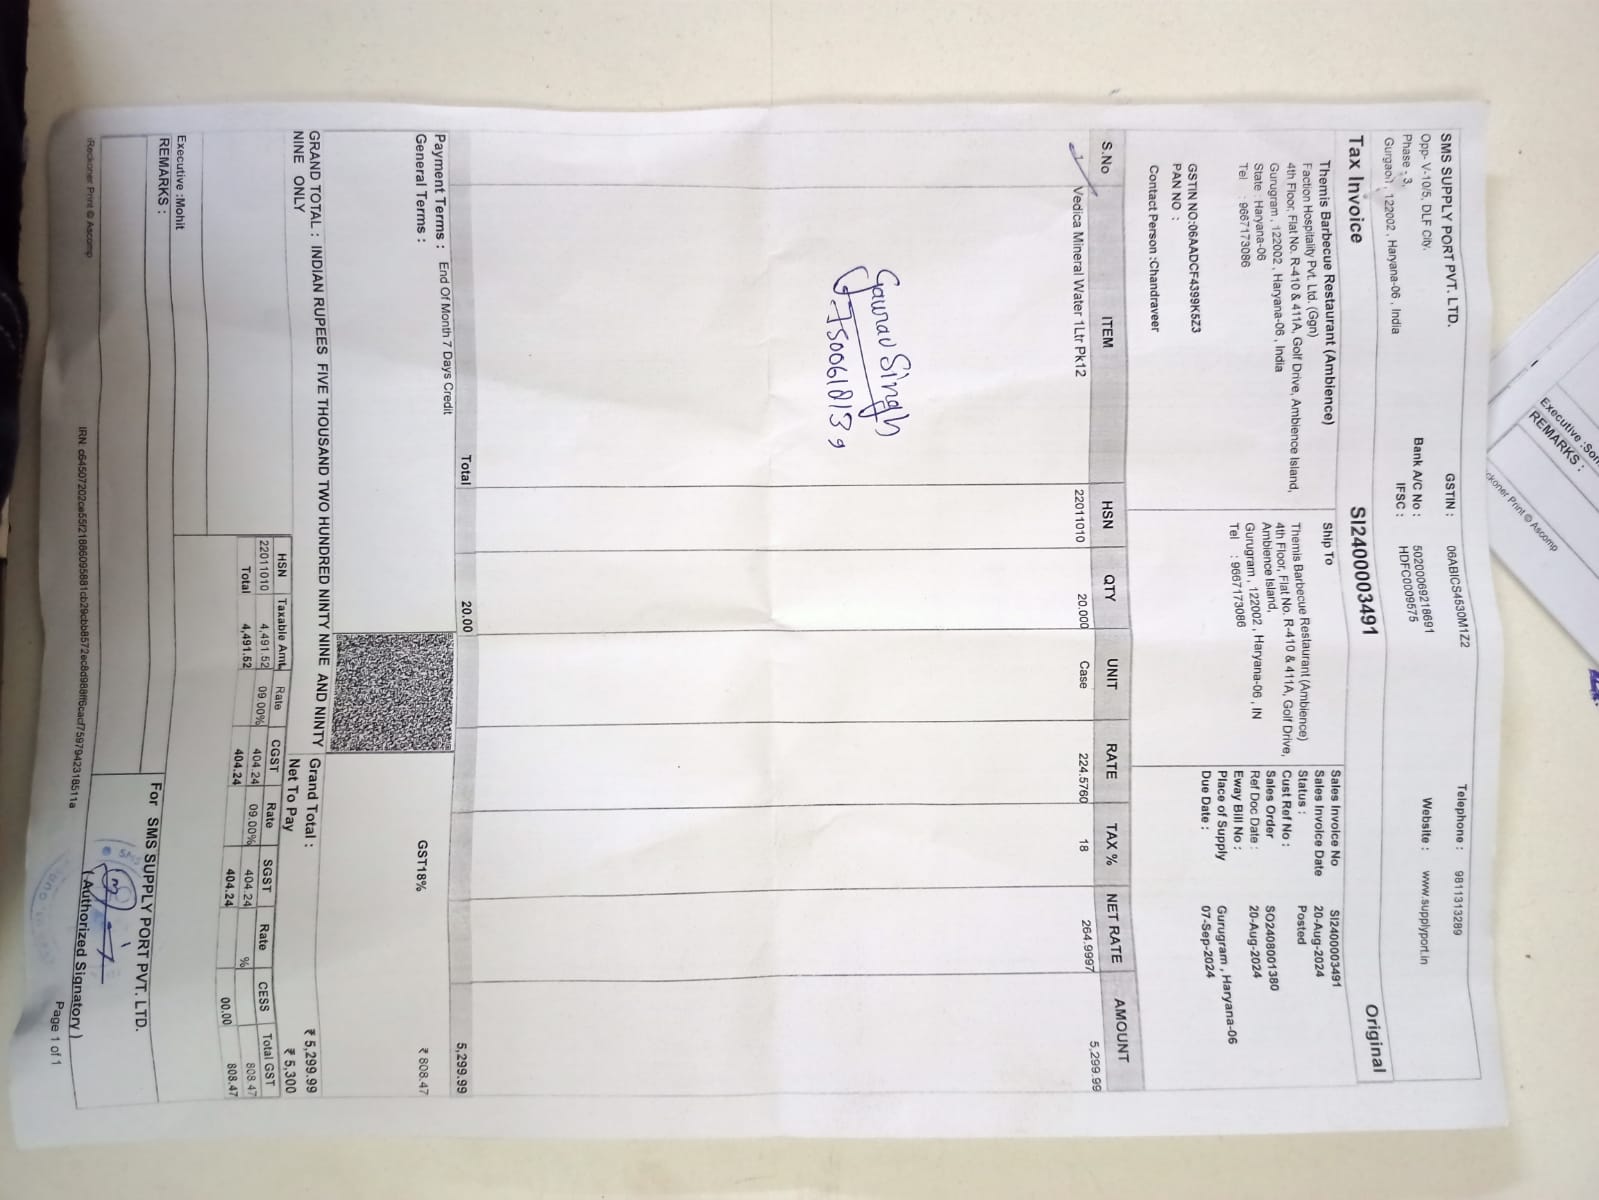 SMS SUPPLY PORT PVT. LTD.
Opp- V-10/5, DLF City,
Phase : 3,
Gurgaon, 122002 , Haryana-06 , India
GSTIN : 06ABICS4530M1Z2
Bank A/C No : 50200069218691
IFSC : HDFC0009575
Telephone : 9811313289
Website : www.supplyport.in
Tax Invoice
SI2400003491
Original
Themis Barbecue Restaurant (Ambience)
Faction Hospitality Pvt. Ltd. (Ggn)
4th Floor, Flat No. R-410 & 411A, Golf Drive, Ambience Island,
Gurugram , 122002 , Haryana-06 , India
State : Haryana-06
Tel : 9667173086
GSTIN NO:06AADCF4399K5Z3
PAN NO :
Contact Person :Chandraveer
Ship To
Themis Barbecue Restaurant (Ambience)
4th Floor, Flat No. R-410 & 411A, Golf Drive,
Ambience Island,
Gurugram , 122002 , Haryana-06 , IN
Tel : 9667173086
Sales Invoice No SI2400003491
Sales Invoice Date 20-Aug-2024
Status : Posted
Cust Ref No :
Sales Order SO2408001380
Ref Doc Date : 20-Aug-2024
Eway Bill No :
Place of Supply Gurugram , Haryana-06
Due Date : 07-Sep-2024
S.No ITEM HSN QTY UNIT RATE TAX % NET RATE AMOUNT
1 Vedica Mineral Water 1Ltr Pk12 22011010 20.000 Case 224.5760 18 264.9997 5,299.99
Gaurav Singh
Total 20.00 5,299.99
Payment Terms : End Of Month 7 Days Credit
General Terms :
GST18% ₹ 808.47
GRAND TOTAL : INDIAN RUPEES FIVE THOUSAND TWO HUNDRED NINTY NINE AND NINTY
NINE ONLY
Grand Total : ₹ 5,299.99
Net To Pay ₹ 5,300
HSN Taxable Amt. Rate CGST Rate SGST Rate CESS Total GST
22011010 4,491.52 09.00% 404.24 09.00% 404.24 % 808.47
Total 4,491.52 404.24 404.24 00.00 808.47
Executive :Mohit
REMARKS :
For SMS SUPPLY PORT PVT. LTD.
( Authorized Signatory )
iReckoner Print © Ascomp
Page 1 of 1
REMARKS :
ckoner Print © Ascomp